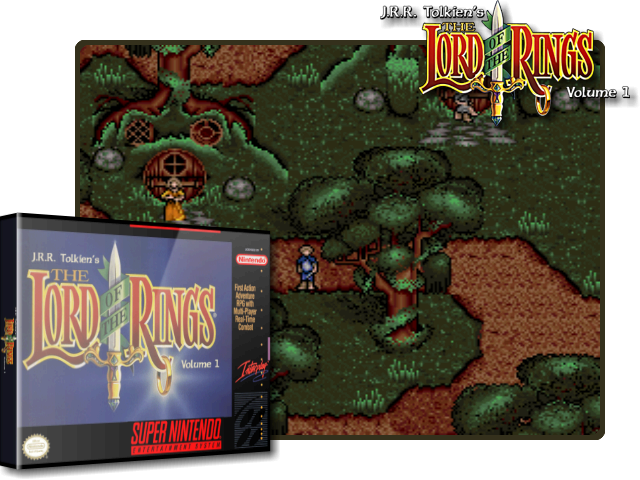 J.R.R. Tolkien's
THE
LORD OF THE RINGS
Volume 1
J.R.R. Tolkien's
THE
LORD OF THE RINGS
Volume 1
Nintendo
First Action
Adventure
RPG with
Multi-Player
Real-Time
Combat
Interplay
SUPER NINTENDO
ENTERTAINMENT SYSTEM